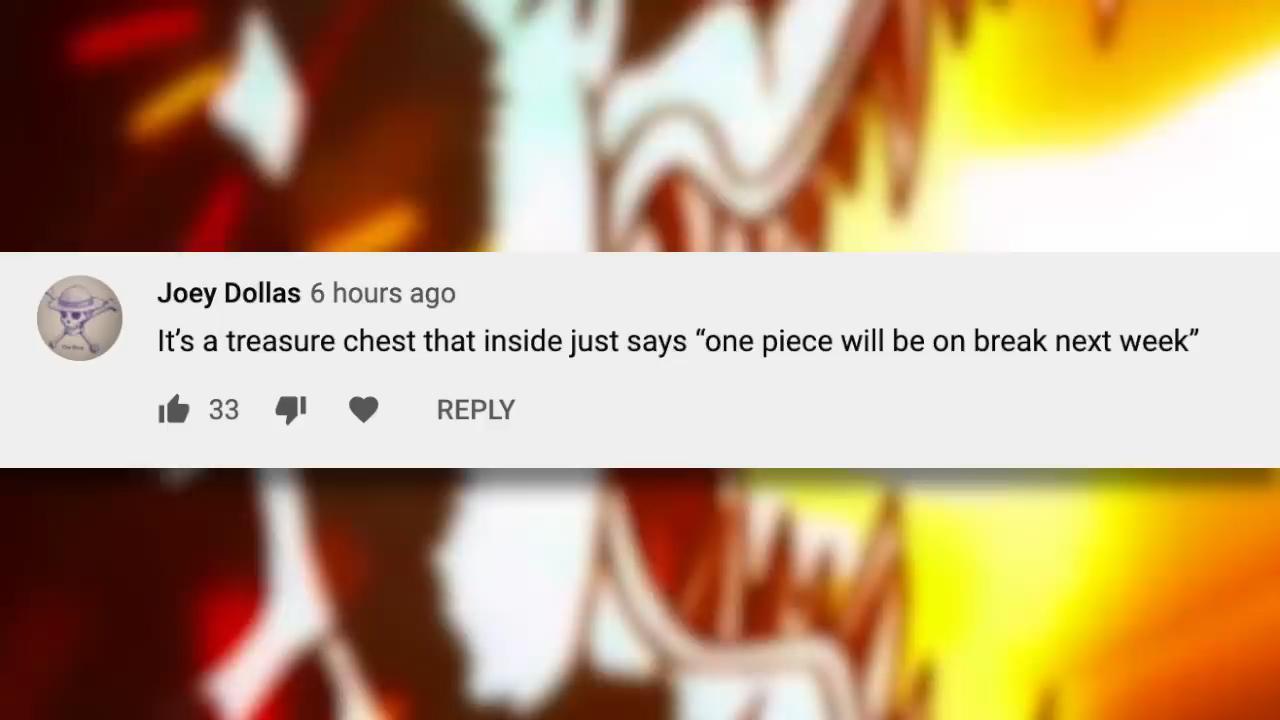 Joey Dollas 6 hours ago
It’s a treasure chest that inside just says “one piece will be on break next week”
33 REPLY